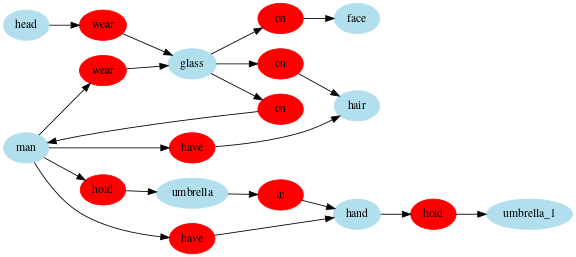 head
wear
on
face
wear
glass
on
on
hair
man
have
hold
umbrella
in
hand
hold
umbrella_1
have